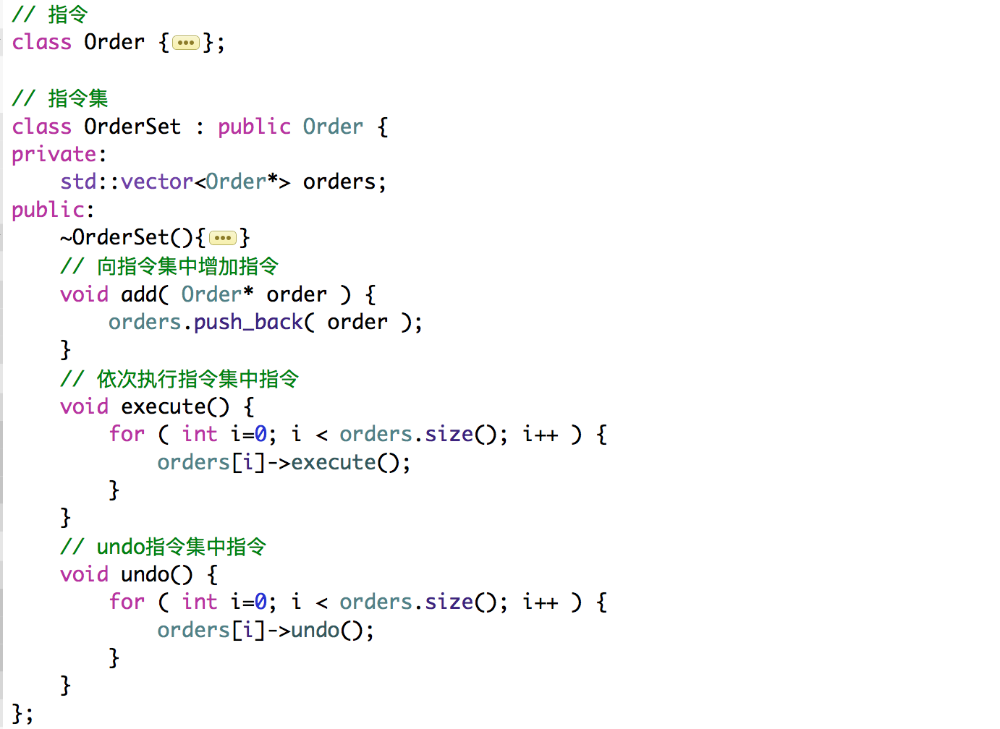 // 指令
class Order {•••};
// 指令集
class OrderSet : public Order {
private:
    std::vector<Order*> orders;
public:
    ~OrderSet(){•••}
    // 向指令集中增加指令
    void add( Order* order ) {
        orders.push_back( order );
    }
    // 依次执行指令集中指令
    void execute() {
        for ( int i=0; i < orders.size(); i++ ) {
            orders[i]->execute();
        }
    }
    // undo指令集中指令
    void undo() {
        for ( int i=0; i < orders.size(); i++ ) {
            orders[i]->undo();
        }
    }
};